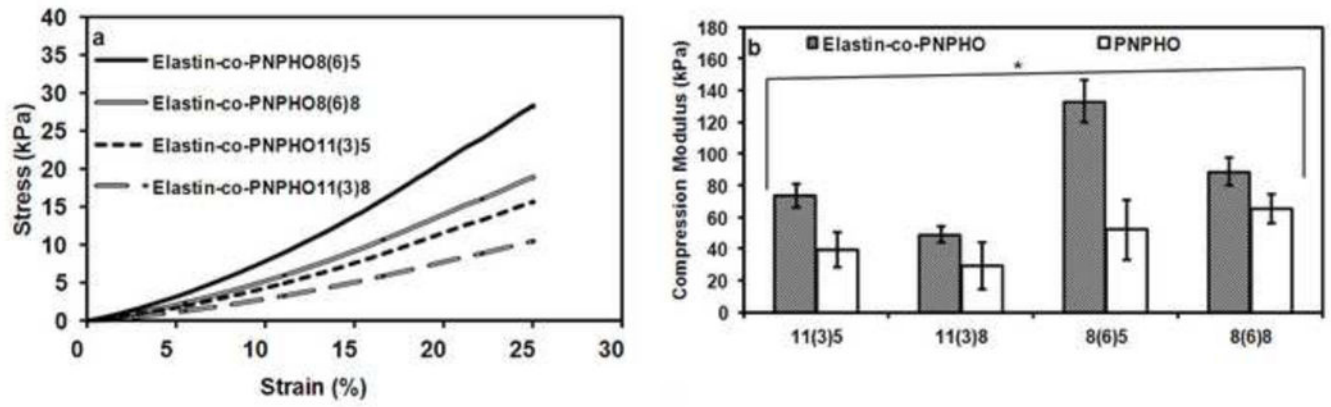 a
Elastin-co-PNPHO8(6)5
Elastin-co-PNPHO8(6)8
Elastin-co-PNPHO11(3)5
Elastin-co-PNPHO11(3)8
Stress (kPa)
40
35
30
25
20
15
10
5
0
0 5 10 15 20 25 30
Strain (%)
b
Elastin-co-PNPHO PNPHO
*
Compression Modulus (kPa)
180
160
140
120
100
80
60
40
20
0
11(3)5 11(3)8 8(6)5 8(6)8